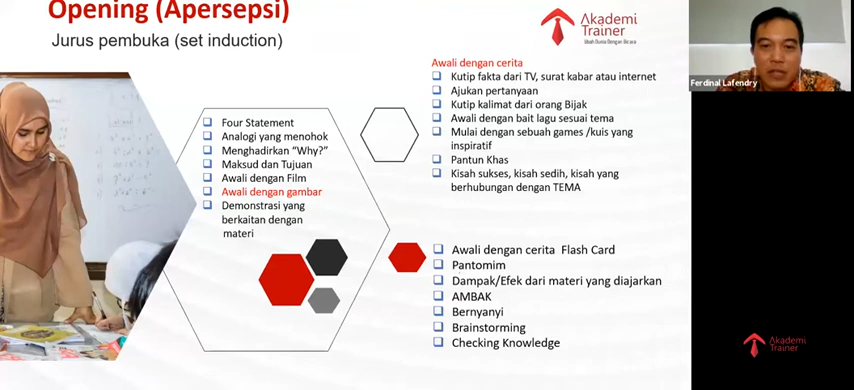 Opening (Apersepsi)
Jurus pembuka (set induction)
Akademi
Trainer
Ubah Dunia Dengan Bicara
Ferdinal Lafendry
Four Statement
Analogi yang menohok
Menghadirkan “Why?”
Maksud dan Tujuan
Awali dengan Film
Awali dengan gambar
Demonstrasi yang
berkaitan dengan
materi
Awali dengan cerita
Kutip fakta dari TV, surat kabar atau internet
Ajukan pertanyaan
Kutip kalimat dari orang Bijak
Awali dengan bait lagu sesuai tema
Mulai dengan sebuah games /kuis yang
inspiratif
Pantun Khas
Kisah sukses, kisah sedih, kisah yang
berhubungan dengan TEMA
Awali dengan cerita  Flash Card
Pantomim
Dampak/Efek dari materi yang diajarkan
AMBAK
Bernyanyi
Brainstorming
Checking Knowledge
Akademi
Trainer